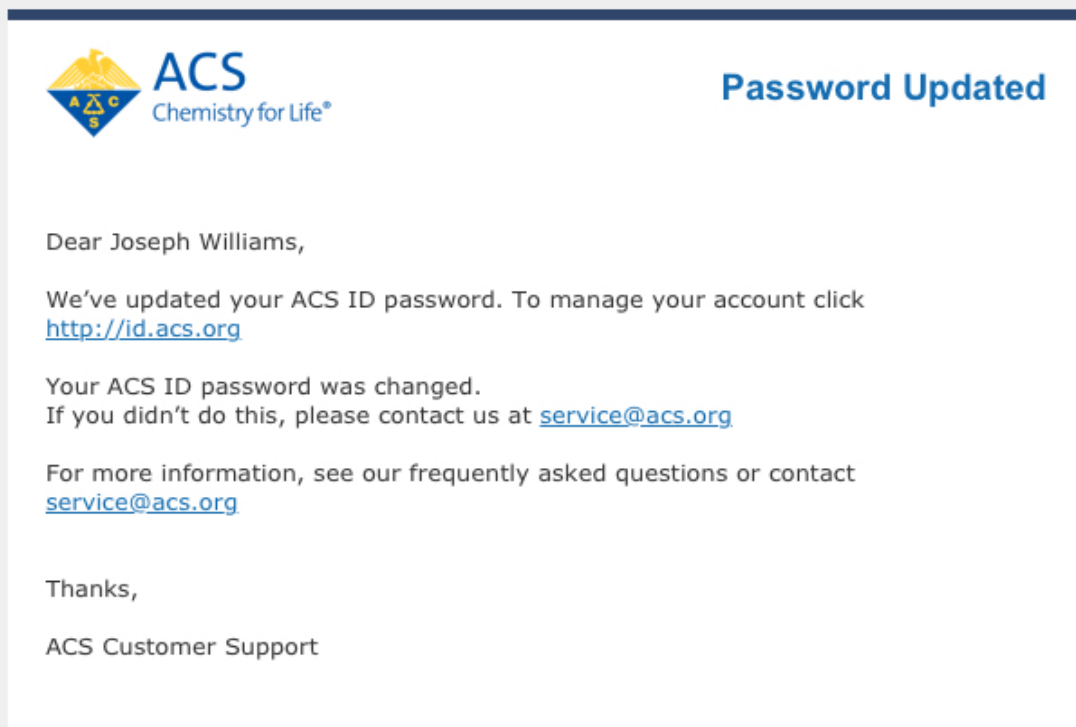 ACS
Chemistry for Life®
A C S
Password Updated
Dear Joseph Williams,
We’ve updated your ACS ID password. To manage your account click
http://id.acs.org
Your ACS ID password was changed.
If you didn’t do this, please contact us at service@acs.org
For more information, see our frequently asked questions or contact
service@acs.org
Thanks,
ACS Customer Support